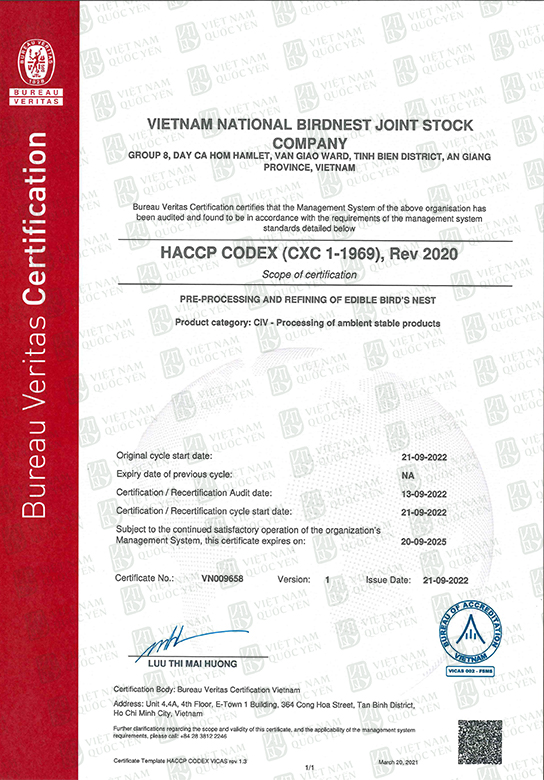 BUREAU VERITAS
1828
BUREAU
VERITAS
Bureau Veritas Certification
VIETNAM NATIONAL BIRDNEST JOINT STOCK
COMPANY
GROUP 8, DAY CA HOM HAMLET, VAN GIAO WARD, TINH BIEN DISTRICT, AN GIANG
PROVINCE, VIETNAM
Bureau Veritas Certification certifies that the Management System of the above organisation has
been audited and found to be in accordance with the requirements of the management system
standards detailed below
HACCP CODEX (CXC 1-1969), Rev 2020
Scope of certification
PRE-PROCESSING AND REFINING OF EDIBLE BIRD'S NEST
Product category: CIV - Processing of ambient stable products
Original cycle start date: 21-09-2022
Expiry date of previous cycle: NA
Certification / Recertification Audit date: 13-09-2022
Certification / Recertification cycle start date: 21-09-2022
Subject to the continued satisfactory operation of the organization's
Management System, this certificate expires on: 20-09-2025
Certificate No.: VN009658 Version: 1 Issue Date: 21-09-2022
LUU THI MAI HUONG
BUREAU OF ACCREDITATION
VIETNAM
VICAS 002 - FSMS
Certification Body: Bureau Veritas Certification Vietnam
Address: Unit 4.4A, 4th Floor, E-Town 1 Building, 364 Cong Hoa Street, Tan Binh District,
Ho Chi Minh City, Vietnam
Further clarifications regarding the scope and validity of this certificate, and the applicability of the management system
requirements, please call: +84 28 3812 2246
Certificate Template HACCP CODEX VICAS rev 1.3
1/1
March 20, 2021
VIỆT NAM
QUỐC YẾN